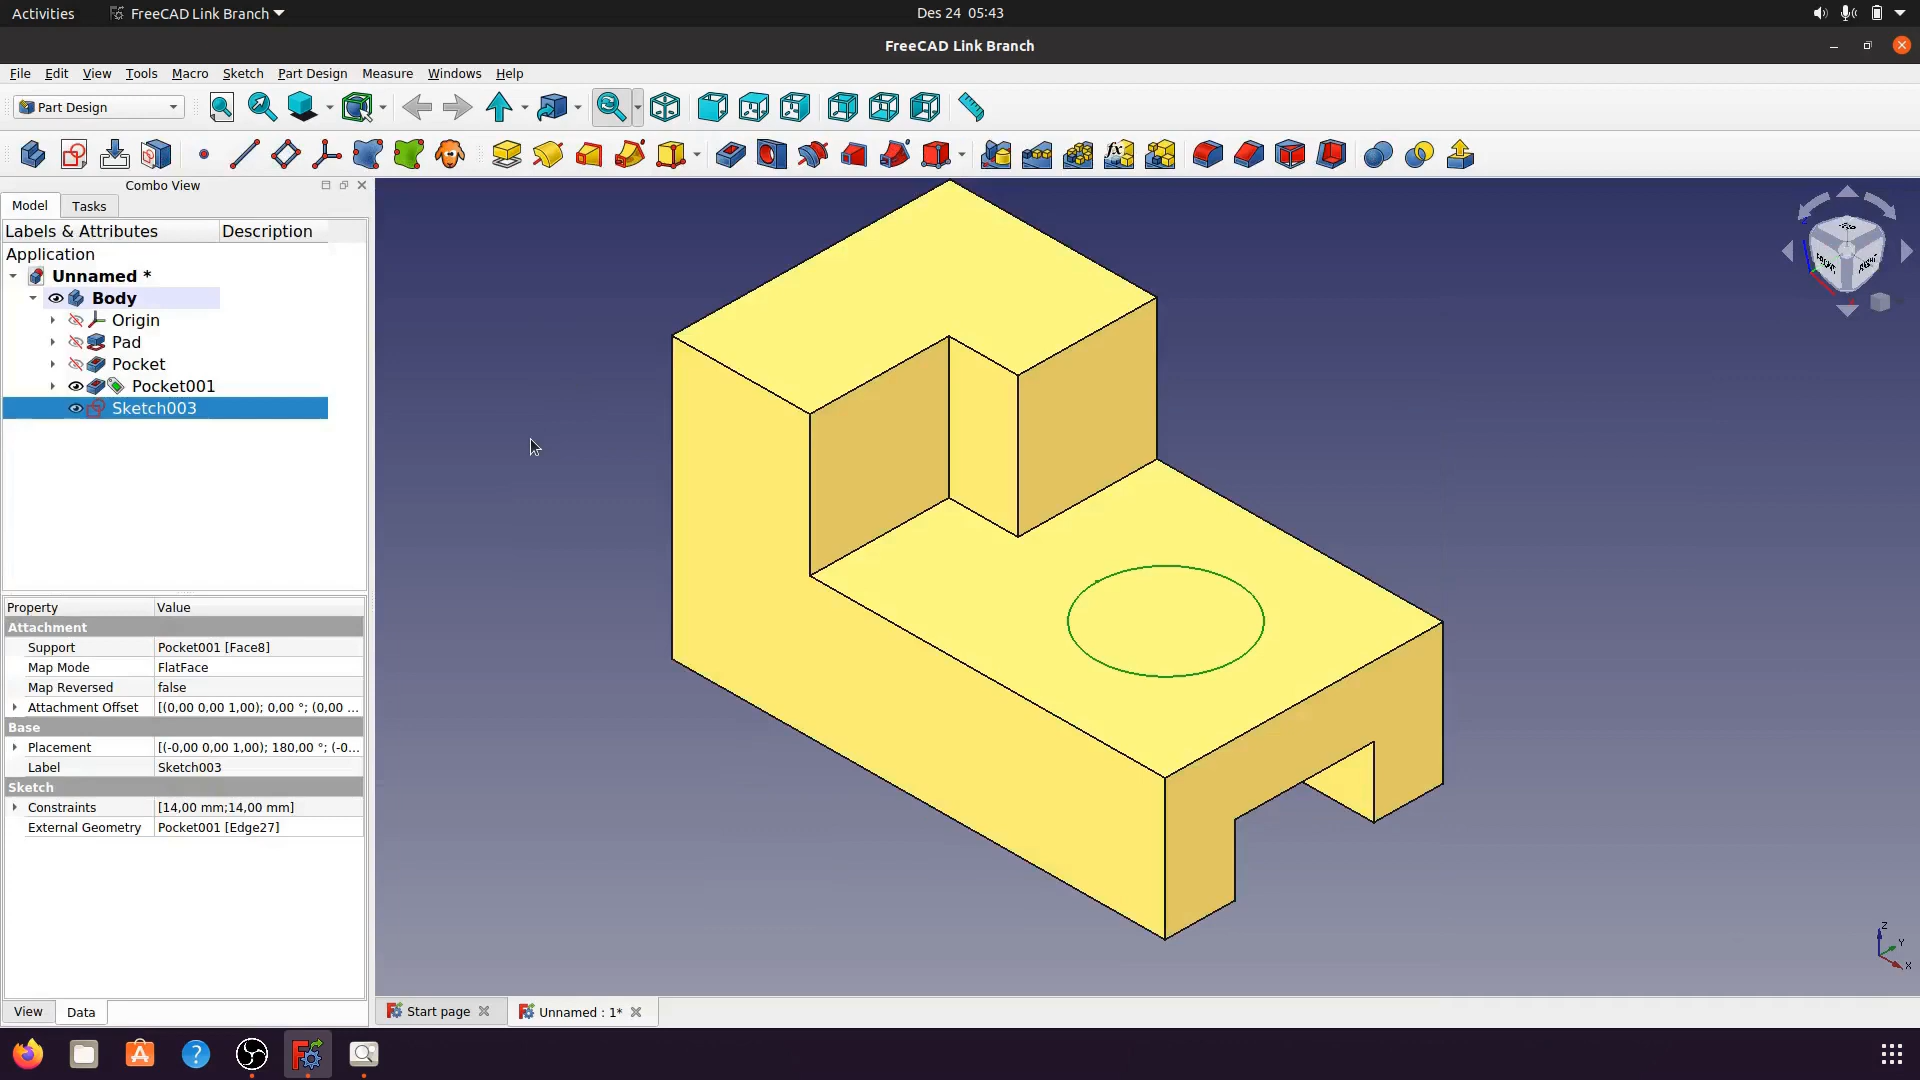 Activities
FreeCAD Link Branch
Des 24 05:43
FreeCAD Link Branch
File Edit View Tools Macro Sketch Part Design Measure Windows Help
Part Design
fx
Combo View
Model Tasks
Labels & Attributes Description
Application
Unnamed *
Body
Origin
Pad
Pocket
Pocket001
Sketch003
Property Value
Attachment
Support Pocket001 [Face8]
Map Mode FlatFace
Map Reversed false
Attachment Offset [(0,00 0,00 1,00); 0,00 °; (0,00 ...
Base
Placement [(-0,00 0,00 1,00); 180,00 °; (-0...
Label Sketch003
Sketch
Constraints [14,00 mm;14,00 mm]
External Geometry Pocket001 [Edge27]
View Data
TOP
FRONT
RIGHT
Z
Y
X
Start page
Unnamed : 1*